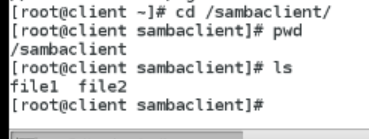 [root@client ~]# cd /sambaclient/
[root@client sambaclient]# pwd
/sambaclient
[root@client sambaclient]# ls
file1  file2
[root@client sambaclient]#